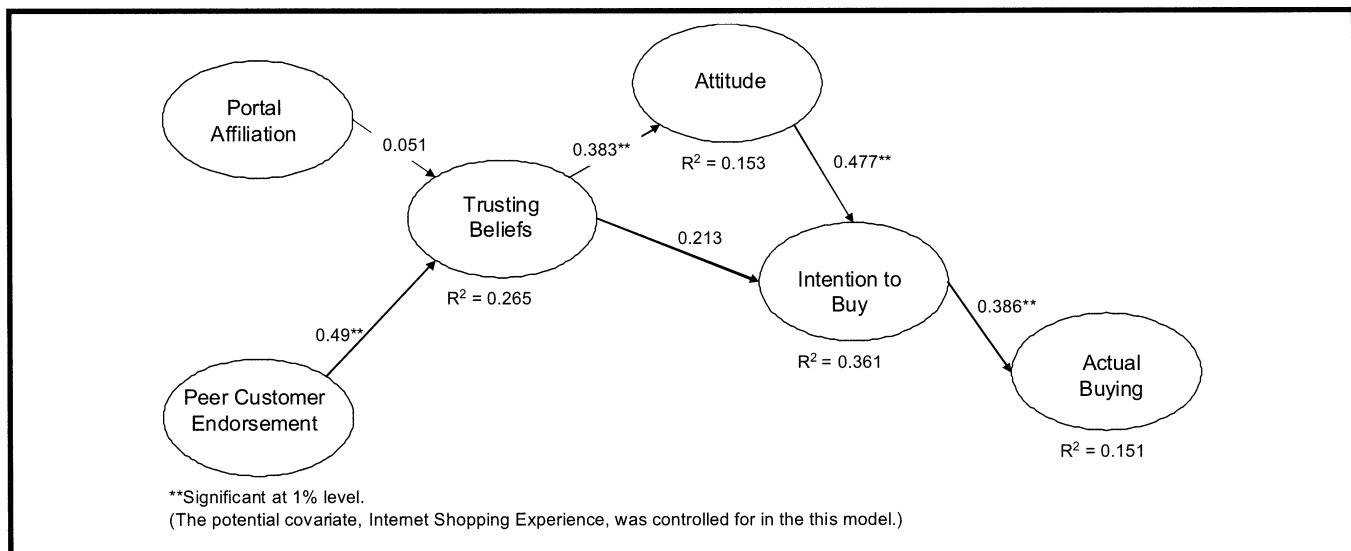 Portal
Affiliation
Attitude
0.051
0.383**
R² = 0.153
0.477**
Trusting
Beliefs
0.213
R² = 0.265
Intention to
Buy
0.386**
0.49**
R² = 0.361
Actual
Buying
Peer Customer
Endorsement
R² = 0.151
**Significant at 1% level.
(The potential covariate, Internet Shopping Experience, was controlled for in the this model.)